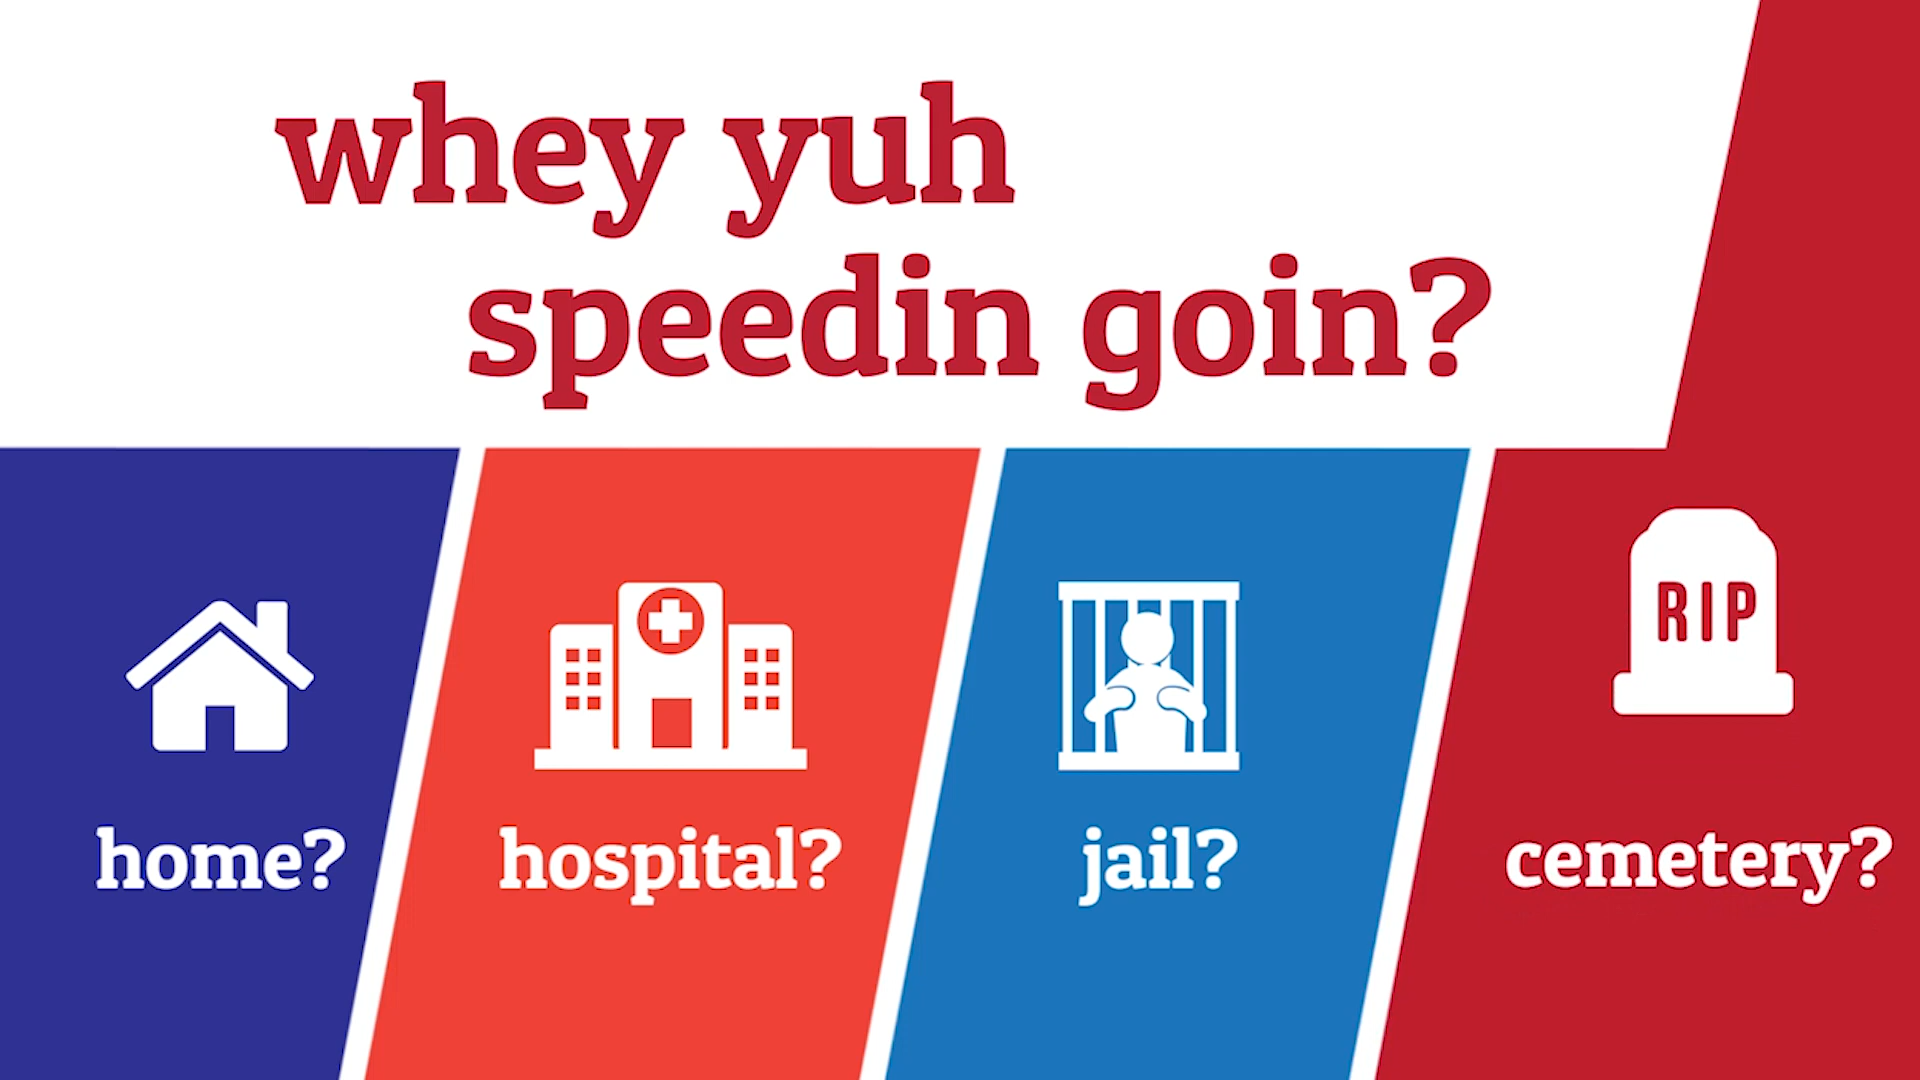 whey yuh
speedin goin?
RIP
home?
hospital?
jail?
cemetery?